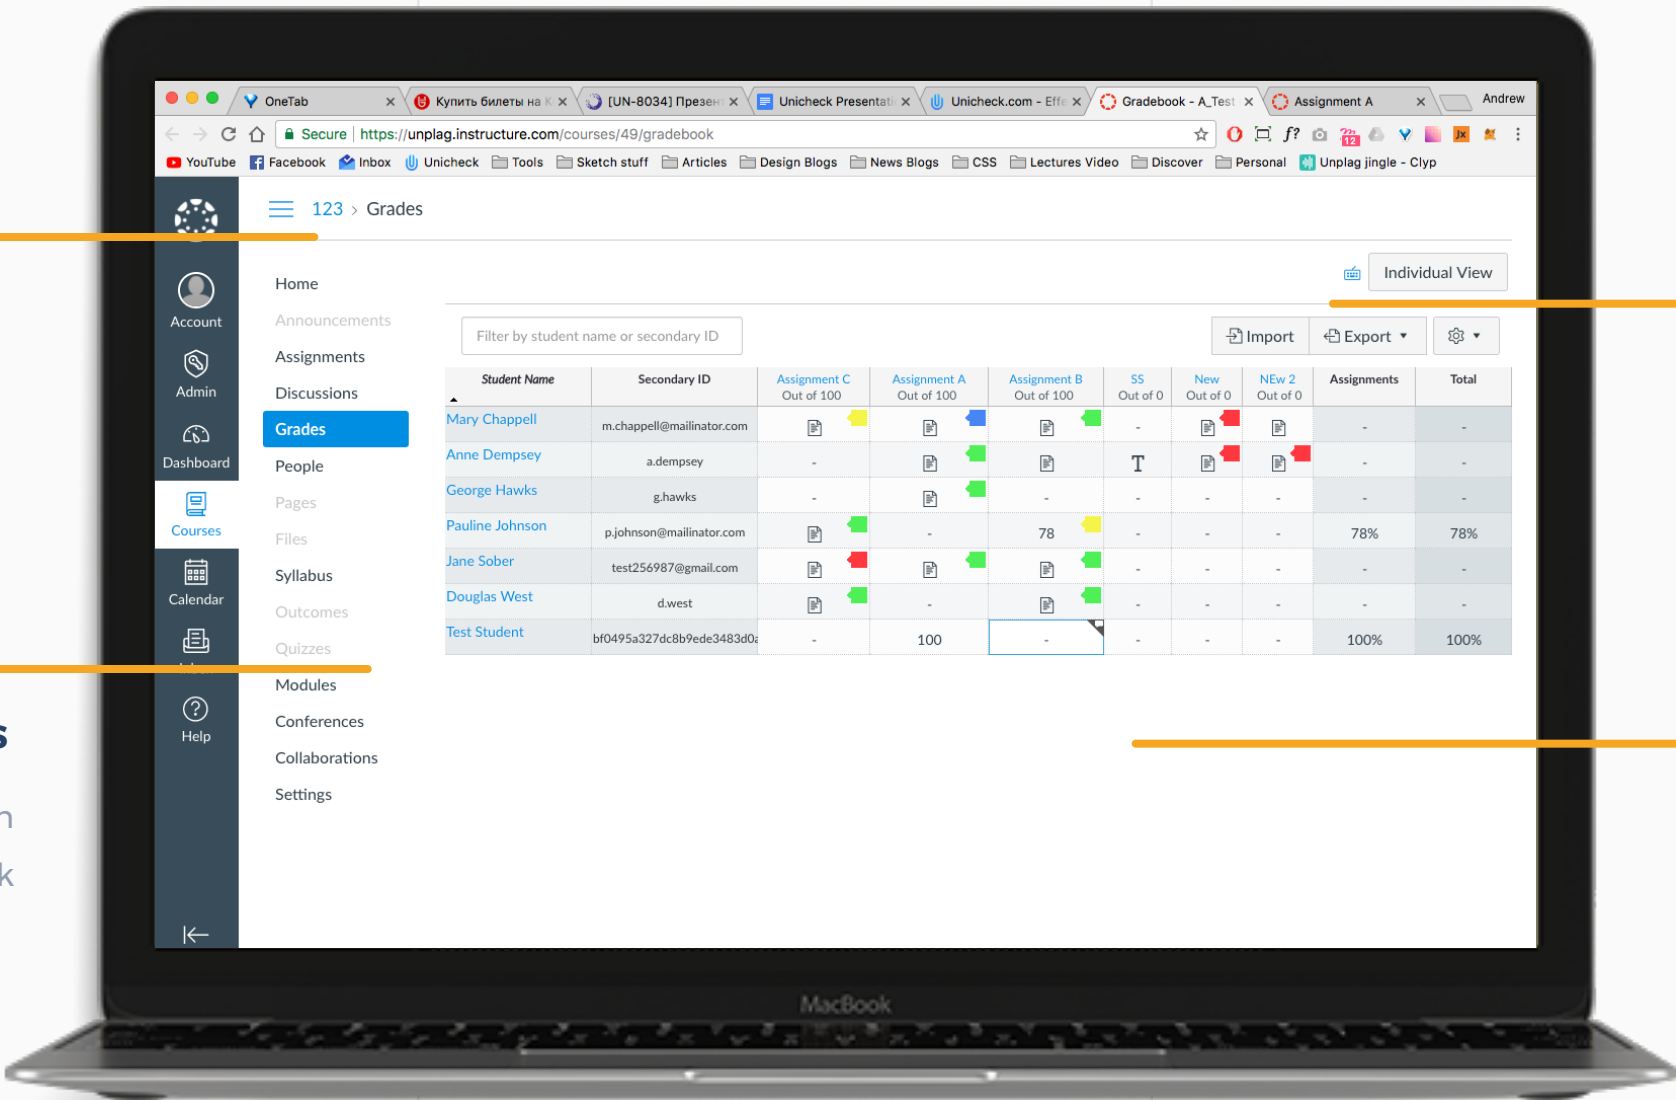 OneTab
Купить билеты на К
[UN-8034] Презен
Unicheck Presentati
Unicheck.com - Effe
Gradebook - A_Test
Assignment A
Andrew
Secure | https://unplag.instructure.com/courses/49/gradebook
f?
12
Jx
YouTube
Facebook
Inbox
Unicheck
Tools
Sketch stuff
Articles
Design Blogs
News Blogs
CSS
Lectures Video
Discover
Personal
Unplag jingle - Clyp
123 > Grades
Account
Admin
Dashboard
Courses
Calendar
Help
Home
Announcements
Assignments
Discussions
Grades
People
Pages
Files
Syllabus
Outcomes
Quizzes
Modules
Conferences
Collaborations
Settings
Individual View
Filter by student name or secondary ID
Import
Export
Student Name Secondary ID Assignment C Assignment A Assignment B SS New NEw 2 Assignments Total
Out of 100 Out of 100 Out of 100 Out of 0 Out of 0 Out of 0
Mary Chappell m.chappell@mailinator.com - - -
Anne Dempsey a.dempsey - T - -
George Hawks g.hawks - - - - - - -
Pauline Johnson p.johnson@mailinator.com - 78 - - - 78% 78%
Jane Sober test256987@gmail.com - - - - -
Douglas West d.west - - - - - -
Test Student bf0495a327dc8b9ede3483d0a - 100 - - - - 100% 100%
s
n
k
MacBook